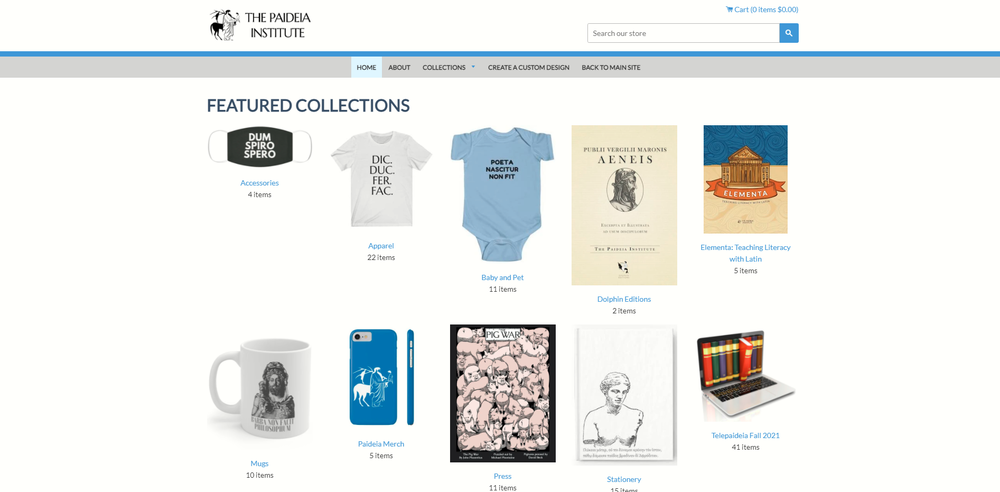 Cart (0 items $0.00)
THE PAIDEIA
INSTITUTE
Search our store
HOME
ABOUT
COLLECTIONS
CREATE A CUSTOM DESIGN
BACK TO MAIN SITE
FEATURED COLLECTIONS
DUM
SPIRO
SPERO
Accessories
4 items
DIC.
DUC.
FER.
FAC.
Apparel
22 items
POETA
NASCITUR
NON FIT
Baby and Pet
11 items
PUBLII VERGILII MARONIS
AENEIS
THE PAIDEIA INSTITUTE
Dolphin Editions
2 items
ELEMENTA
Elementa: Teaching Literacy
with Latin
5 items
BARBA NON FACIT
PHILOSOPHUM
Mugs
10 items
Paideia Merch
5 items
PIG WAR
Press
11 items
Stationery
15 items
Telepaideia Fall 2021
41 items